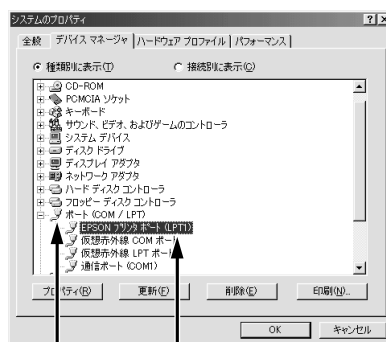 システムのプロパティ
全般 デバイス マネージャ ハードウェア プロファイル パフォーマンス
種類別に表示(T) 接続別に表示(C)
CD-ROM
PCMCIA ソケット
キーボード
サウンド、ビデオ、およびゲームのコントローラ
システム デバイス
ディスク ドライブ
ディスプレイ アダプタ
ネットワーク アダプタ
ハード ディスク コントローラ
フロッピー ディスク コントローラ
ポート (COM / LPT)
EPSON プリンタ ポート (LPT1)
仮想赤外線 COM ポー
仮想赤外線 LPT ポー
通信ポート (COM1)
プロパティ(R) 更新(F) 削除(E) 印刷(N)...
OK キャンセル